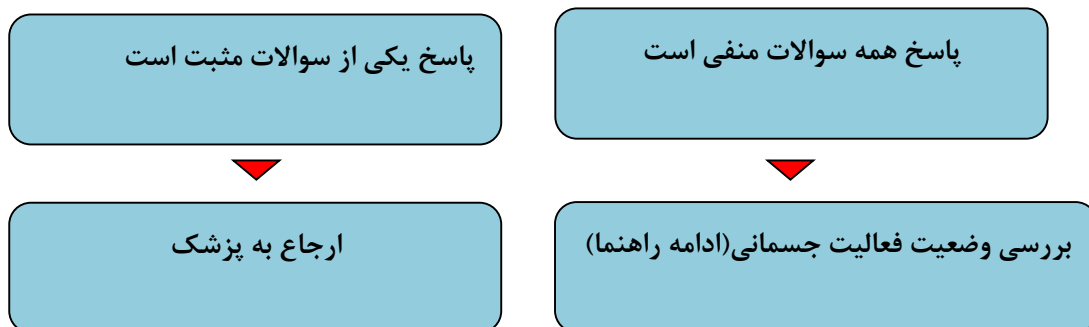 پاسخ همه سوالات منفی است
پاسخ یکی از سوالات مثبت است
بررسی وضعیت فعالیت جسمانی(ادامه راهنما)
ارجاع به پزشک